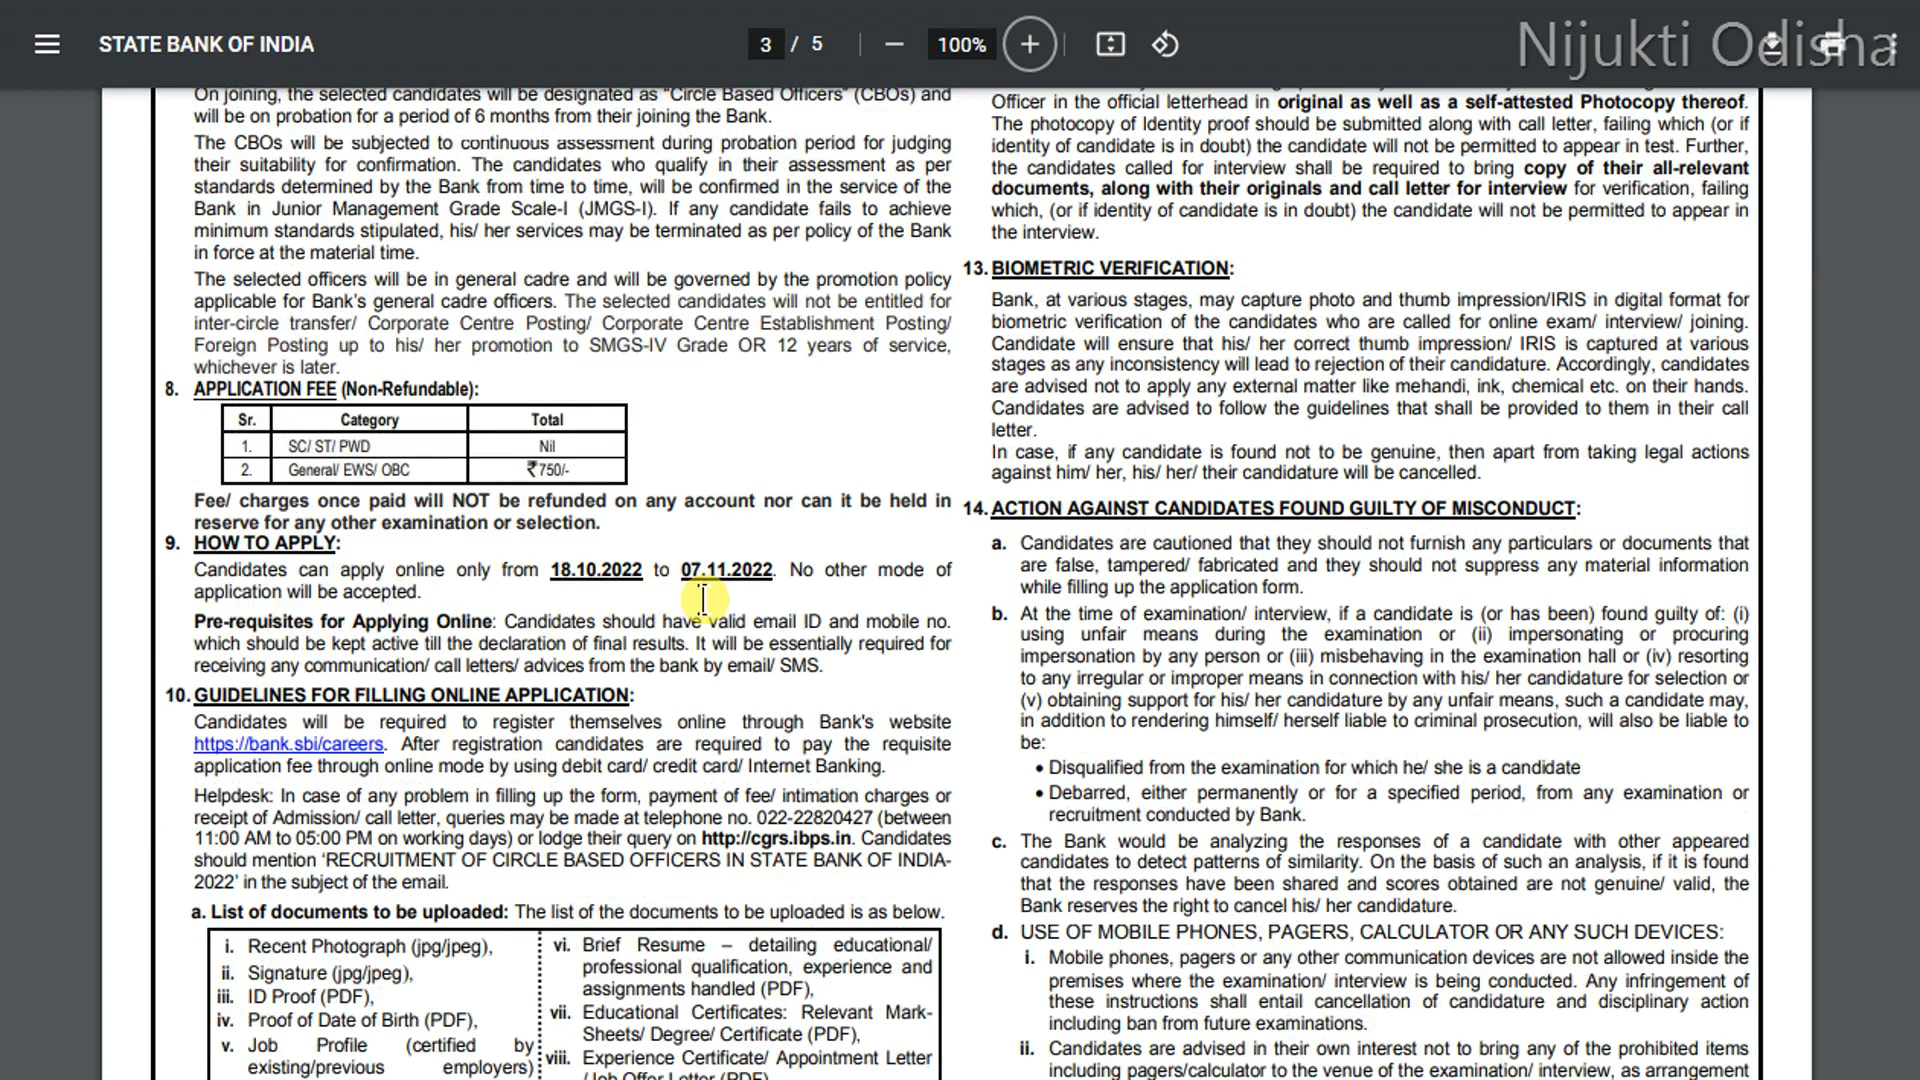 STATE BANK OF INDIA
3 / 5
100%
Nijukti Odisha
On joining, the selected candidates will be designated as “Circle Based Officers” (CBOs) and
will be on probation for a period of 6 months from their joining the Bank.
The CBOs will be subjected to continuous assessment during probation period for judging
their suitability for confirmation. The candidates who qualify in their assessment as per
standards determined by the Bank from time to time, will be confirmed in the service of the
Bank in Junior Management Grade Scale-I (JMGS-I). If any candidate fails to achieve
minimum standards stipulated, his/ her services may be terminated as per policy of the Bank
in force at the material time.
The selected officers will be in general cadre and will be governed by the promotion policy
applicable for Bank's general cadre officers. The selected candidates will not be entitled for
inter-circle transfer/ Corporate Centre Posting/ Corporate Centre Establishment Posting/
Foreign Posting up to his/ her promotion to SMGS-IV Grade OR 12 years of service,
whichever is later.
8. APPLICATION FEE (Non-Refundable):
Sr. Category Total
1. SC/ ST/ PWD Nil
2. General/ EWS/ OBC ₹750/-
Fee/ charges once paid will NOT be refunded on any account nor can it be held in
reserve for any other examination or selection.
9. HOW TO APPLY:
Candidates can apply online only from 18.10.2022 to 07.11.2022. No other mode of
application will be accepted.
Pre-requisites for Applying Online: Candidates should have valid email ID and mobile no.
which should be kept active till the declaration of final results. It will be essentially required for
receiving any communication/ call letters/ advices from the bank by email/ SMS.
10. GUIDELINES FOR FILLING ONLINE APPLICATION:
Candidates will be required to register themselves online through Bank's website
https://bank.sbi/careers. After registration candidates are required to pay the requisite
application fee through online mode by using debit card/ credit card/ Internet Banking.
Helpdesk: In case of any problem in filling up the form, payment of fee/ intimation charges or
receipt of Admission/ call letter, queries may be made at telephone no. 022-22820427 (between
11:00 AM to 05:00 PM on working days) or lodge their query on http://cgrs.ibps.in. Candidates
should mention ‘RECRUITMENT OF CIRCLE BASED OFFICERS IN STATE BANK OF INDIA-
2022’ in the subject of the email.
a. List of documents to be uploaded: The list of the documents to be uploaded is as below.
i. Recent Photograph (jpg/jpeg),
ii. Signature (jpg/jpeg),
iii. ID Proof (PDF),
iv. Proof of Date of Birth (PDF),
v. Job Profile (certified by
existing/previous employers)
vi. Brief Resume – detailing educational/
professional qualification, experience and
assignments handled (PDF),
vii. Educational Certificates: Relevant Mark-
Sheets/ Degree/ Certificate (PDF),
viii. Experience Certificate/ Appointment Letter
/Job Offer Letter (PDF)
Officer in the official letterhead in original as well as a self-attested Photocopy thereof.
The photocopy of Identity proof should be submitted along with call letter, failing which (or if
identity of candidate is in doubt) the candidate will not be permitted to appear in test. Further,
the candidates called for interview shall be required to bring copy of their all-relevant
documents, along with their originals and call letter for interview for verification, failing
which, (or if identity of candidate is in doubt) the candidate will not be permitted to appear in
the interview.
13. BIOMETRIC VERIFICATION:
Bank, at various stages, may capture photo and thumb impression/IRIS in digital format for
biometric verification of the candidates who are called for online exam/ interview/ joining.
Candidate will ensure that his/ her correct thumb impression/ IRIS is captured at various
stages as any inconsistency will lead to rejection of their candidature. Accordingly, candidates
are advised not to apply any external matter like mehandi, ink, chemical etc. on their hands.
Candidates are advised to follow the guidelines that shall be provided to them in their call
letter.
In case, if any candidate is found not to be genuine, then apart from taking legal actions
against him/ her, his/ her/ their candidature will be cancelled.
14. ACTION AGAINST CANDIDATES FOUND GUILTY OF MISCONDUCT:
a. Candidates are cautioned that they should not furnish any particulars or documents that
are false, tampered/ fabricated and they should not suppress any material information
while filling up the application form.
b. At the time of examination/ interview, if a candidate is (or has been) found guilty of: (i)
using unfair means during the examination or (ii) impersonating or procuring
impersonation by any person or (iii) misbehaving in the examination hall or (iv) resorting
to any irregular or improper means in connection with his/ her candidature for selection or
(v) obtaining support for his/ her candidature by any unfair means, such a candidate may,
in addition to rendering himself/ herself liable to criminal prosecution, will also be liable to
be:
• Disqualified from the examination for which he/ she is a candidate
• Debarred, either permanently or for a specified period, from any examination or
recruitment conducted by Bank.
c. The Bank would be analyzing the responses of a candidate with other appeared
candidates to detect patterns of similarity. On the basis of such an analysis, if it is found
that the responses have been shared and scores obtained are not genuine/ valid, the
Bank reserves the right to cancel his/ her candidature.
d. USE OF MOBILE PHONES, PAGERS, CALCULATOR OR ANY SUCH DEVICES:
i. Mobile phones, pagers or any other communication devices are not allowed inside the
premises where the examination/ interview is being conducted. Any infringement of
these instructions shall entail cancellation of candidature and disciplinary action
including ban from future examinations.
ii. Candidates are advised in their own interest not to bring any of the prohibited items
including pagers/calculator to the venue of the examination/ interview, as arrangement